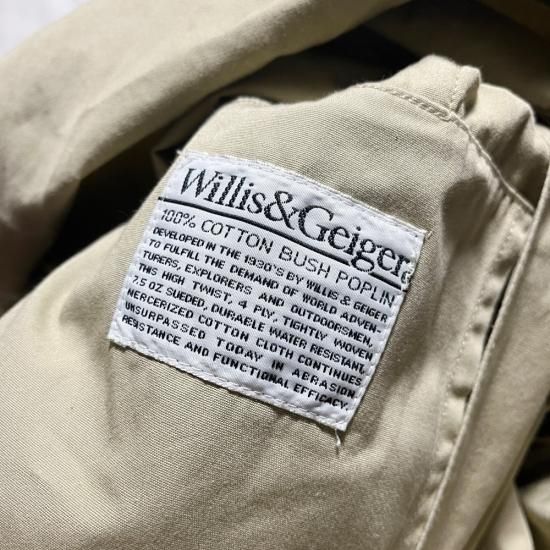 Willis&Geiger
100% COTTON BUSH POPLIN
DEVELOPED IN THE 1930'S BY WILLIS & GEIGER
TO FULFILL THE DEMAND OF WORLD ADVEN-
TURERS, EXPLORERS AND OUTDOORSMEN,
THIS HIGH TWIST, 4 PLY, TIGHTLY WOVEN
7.5 OZ SUEDED, DURABLE WATER RESISTANT,
MERCERIZED COTTON CLOTH CONTINUES
UNSURPASSED TODAY IN ABRASION
RESISTANCE AND FUNCTIONAL EFFICACY.